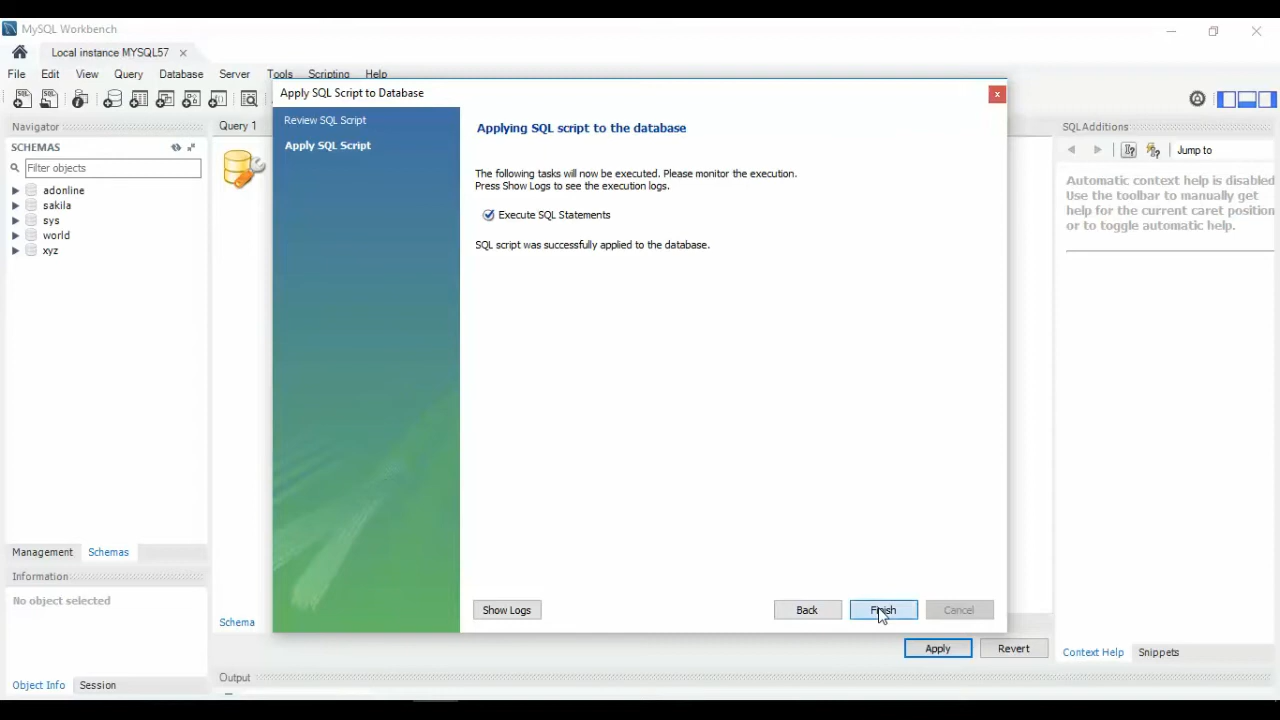 MySQL Workbench
Local instance MYSQL57
File Edit View Query Database Server Tools Scripting Help
Apply SQL Script to Database
Navigator
SCHEMAS
Filter objects
adonline
sakila
sys
world
xyz
Management Schemas
Information
No object selected
Object Info Session
Query 1
Review SQL Script
Apply SQL Script
Applying SQL script to the database
The following tasks will now be executed. Please monitor the execution.
Press Show Logs to see the execution logs.
Execute SQL Statements
SQL script was successfully applied to the database.
Show Logs Back Finish Cancel
Schema
Apply Revert
Output
SQLAdditions
Jump to
Automatic context help is disabled
Use the toolbar to manually get
help for the current caret position
or to toggle automatic help.
Context Help Snippets